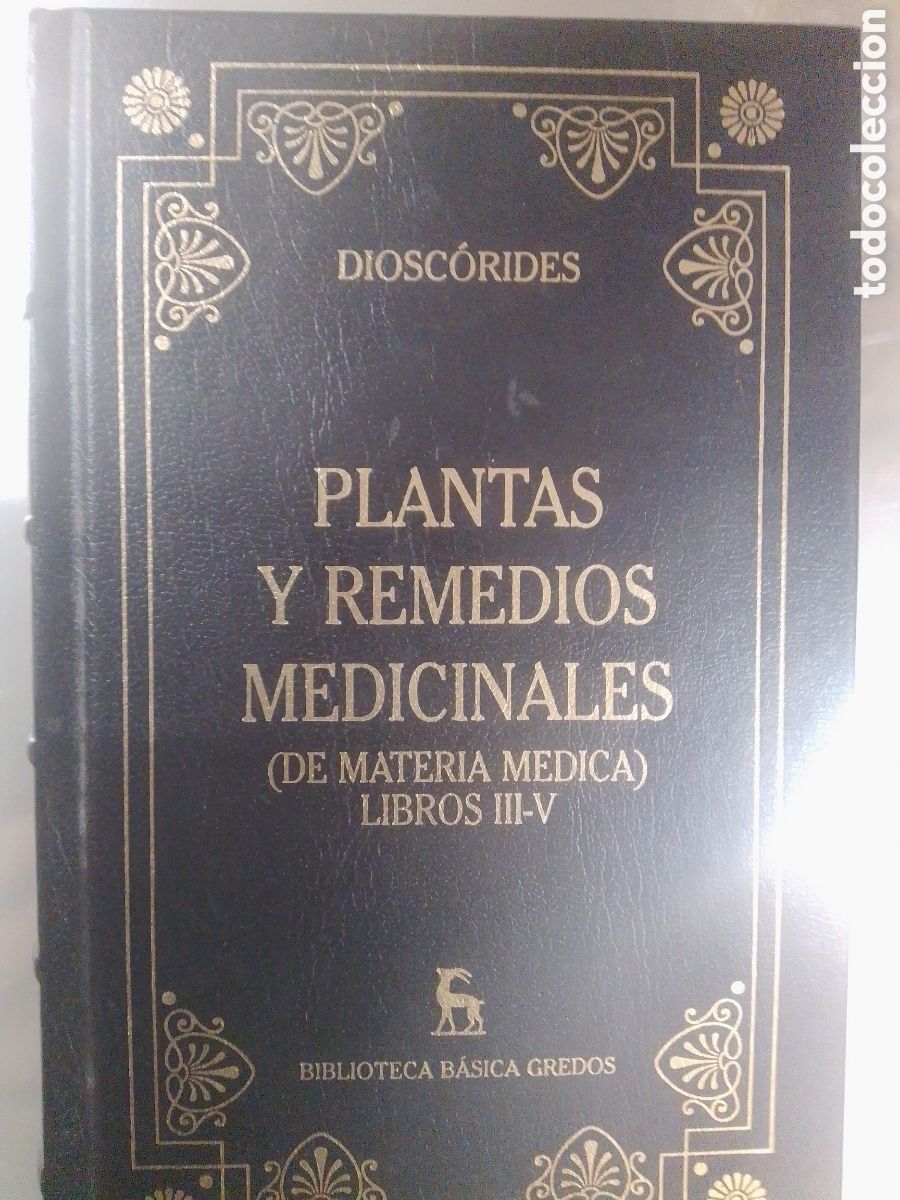 DIOSCÓRIDES
PLANTAS
Y REMEDIOS
MEDICINALES
(DE MATERIA MEDICA)
LIBROS III-V
BIBLIOTECA BÁSICA GREDOS
todocoleccion